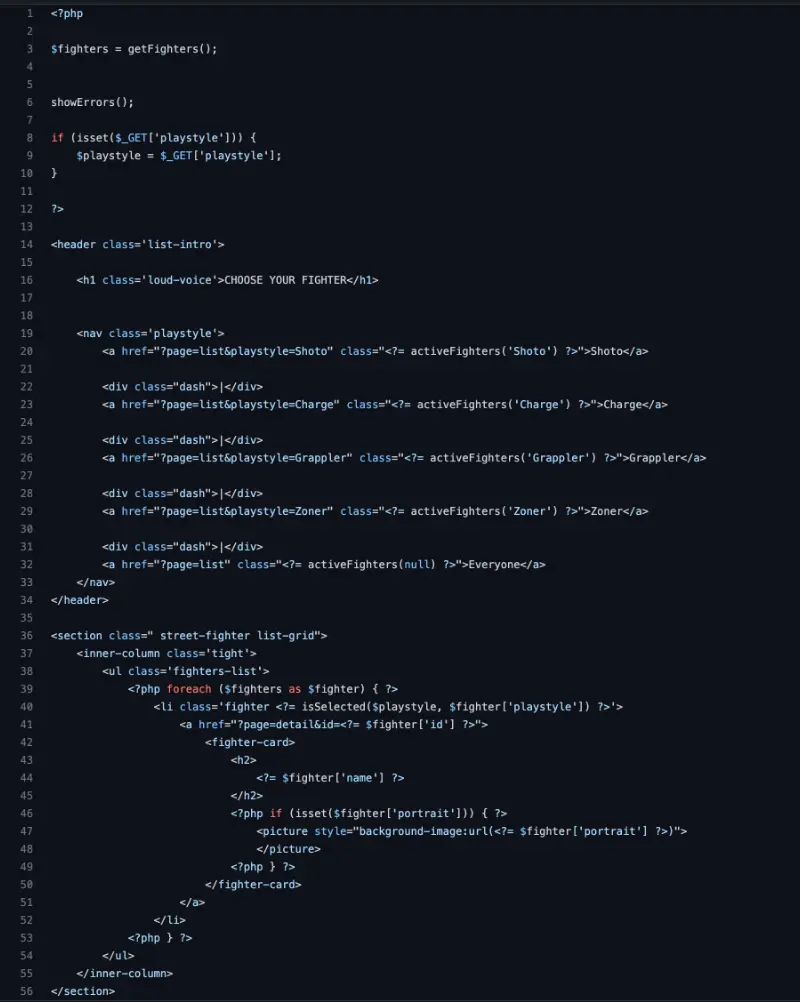 1 <?php
2
3 $fighters = getFighters();
4
5
6 showErrors();
7
8 if (isset($_GET['playstyle'])) {
9     $playstyle = $_GET['playstyle'];
10 }
11
12 ?>
13
14 <header class='list-intro'>
15
16     <h1 class='loud-voice'>CHOOSE YOUR FIGHTER</h1>
17
18
19     <nav class='playstyle'>
20         <a href="?page=list&playstyle=Shoto" class="<?= activeFighters('Shoto') ?>">Shoto</a>
21
22         <div class="dash">|</div>
23         <a href="?page=list&playstyle=Charge" class="<?= activeFighters('Charge') ?>">Charge</a>
24
25         <div class="dash">|</div>
26         <a href="?page=list&playstyle=Grappler" class="<?= activeFighters('Grappler') ?>">Grappler</a>
27
28         <div class="dash">|</div>
29         <a href="?page=list&playstyle=Zoner" class="<?= activeFighters('Zoner') ?>">Zoner</a>
30
31         <div class="dash">|</div>
32         <a href="?page=list" class="<?= activeFighters(null) ?>">Everyone</a>
33     </nav>
34 </header>
35
36 <section class=" street-fighter list-grid">
37     <inner-column class='tight'>
38         <ul class='fighters-list'>
39             <?php foreach ($fighters as $fighter) { ?>
40                 <li class='fighter <?= isSelected($playstyle, $fighter['playstyle']) ?>'>
41                     <a href="?page=detail&id=<?= $fighter['id'] ?>">
42                         <fighter-card>
43                             <h2>
44                                 <?= $fighter['name'] ?>
45                             </h2>
46                             <?php if (isset($fighter['portrait'])) { ?>
47                                 <picture style="background-image:url(<?= $fighter['portrait'] ?>)">
48                                 </picture>
49                             <?php } ?>
50                         </fighter-card>
51                     </a>
52                 </li>
53             <?php } ?>
54         </ul>
55     </inner-column>
56 </section>